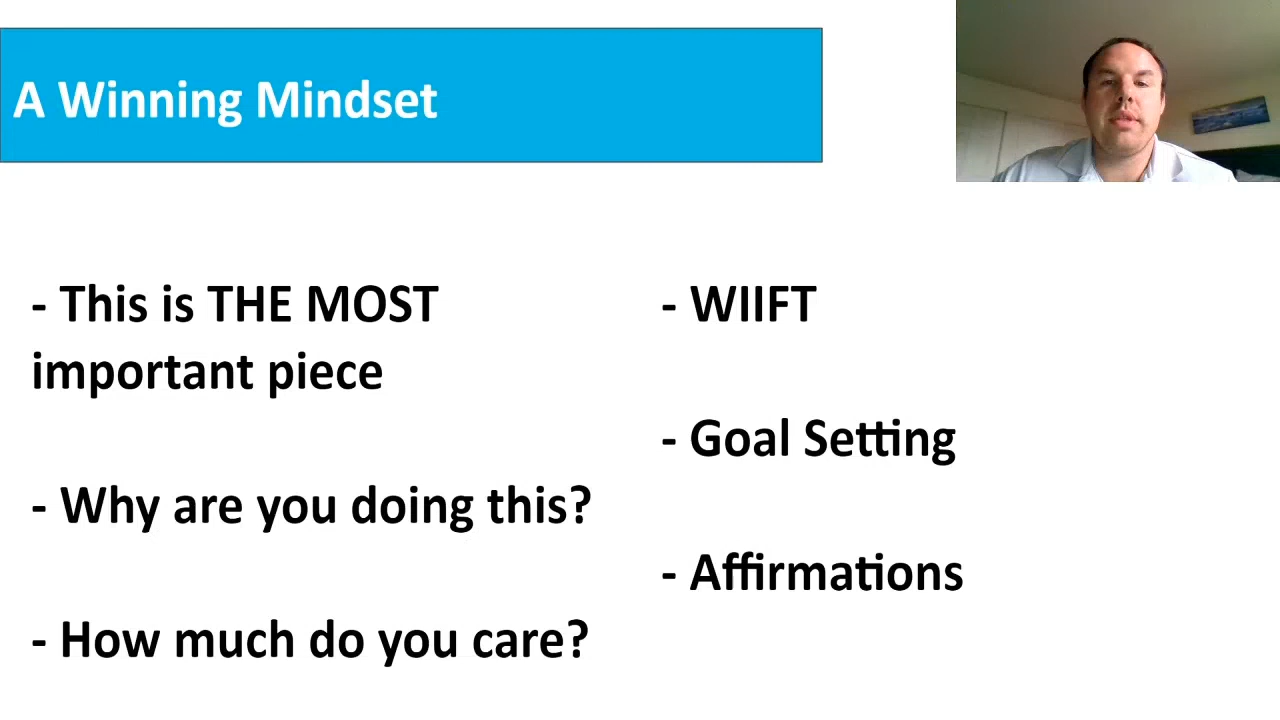 A Winning Mindset
- This is THE MOST
important piece
- Why are you doing this?
- How much do you care?
- WIIFT
- Goal Setting
- Affirmations